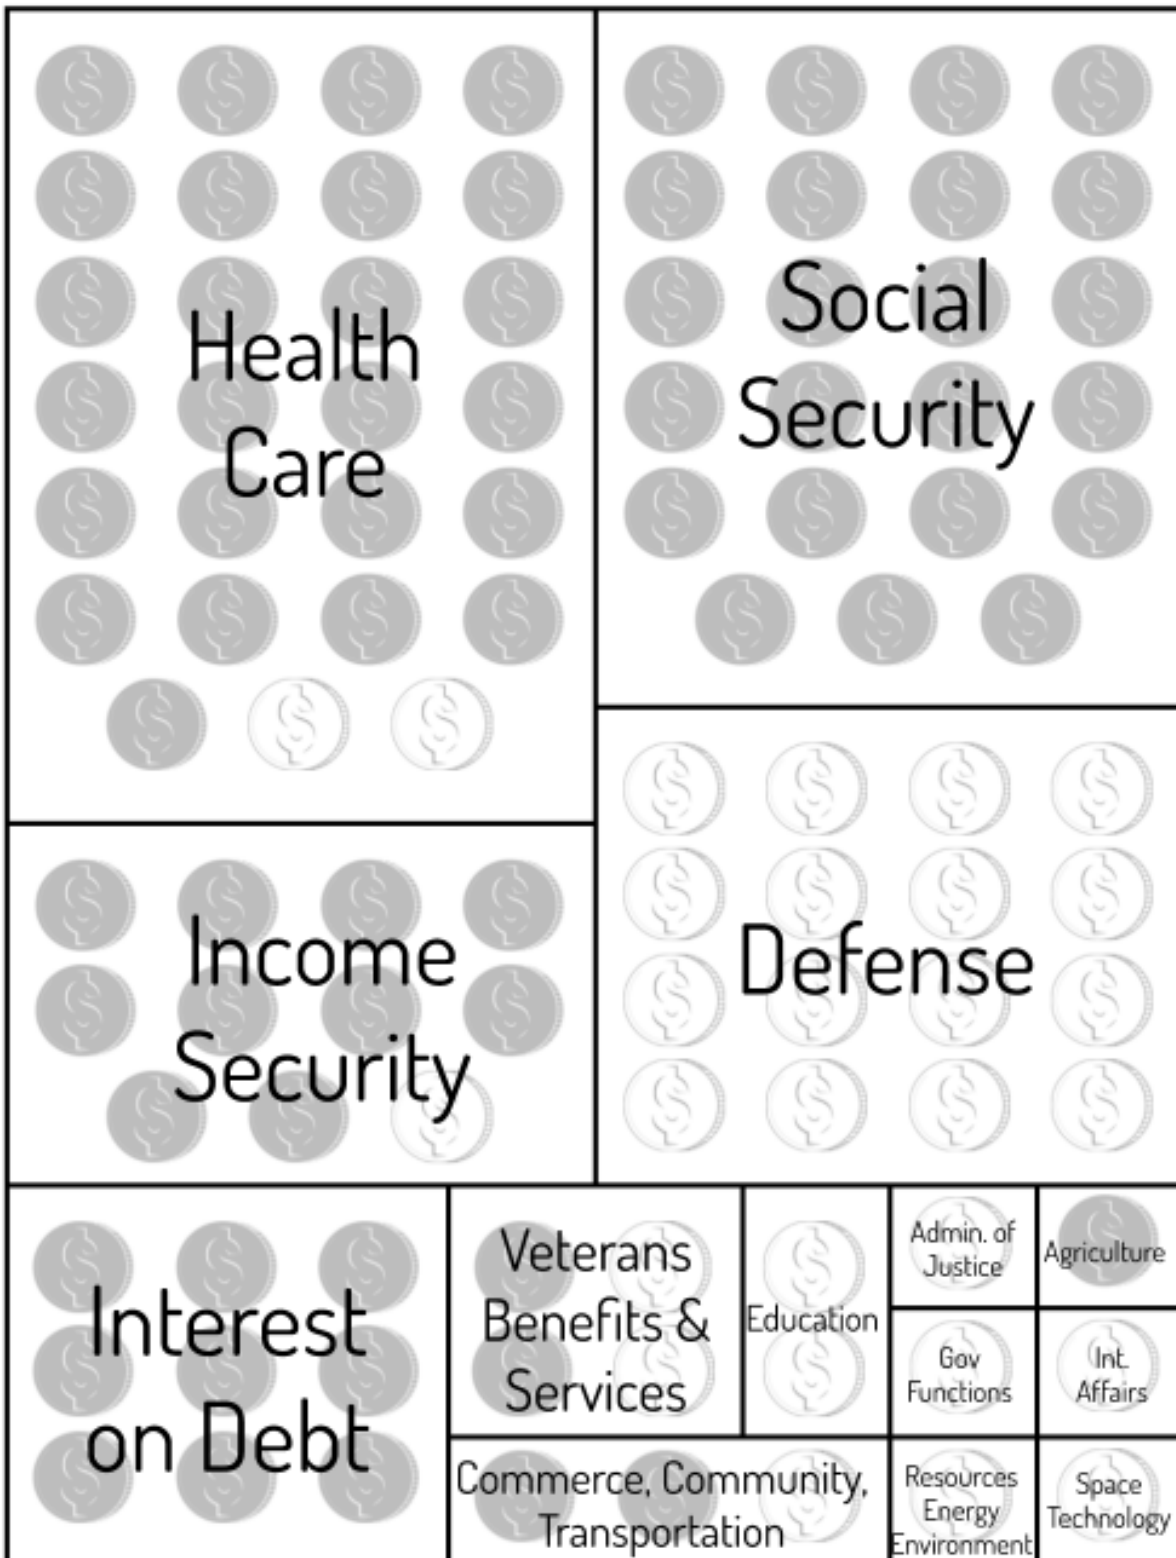 Health
Care
Social
Security
Income
Security
Defense
Interest
on Debt
Veterans
Benefits &
Services
Education
Admin. of
Justice
Agriculture
Gov
Functions
Int.
Affairs
Commerce, Community,
Transportation
Resources
Energy
Environment
Space
Technology